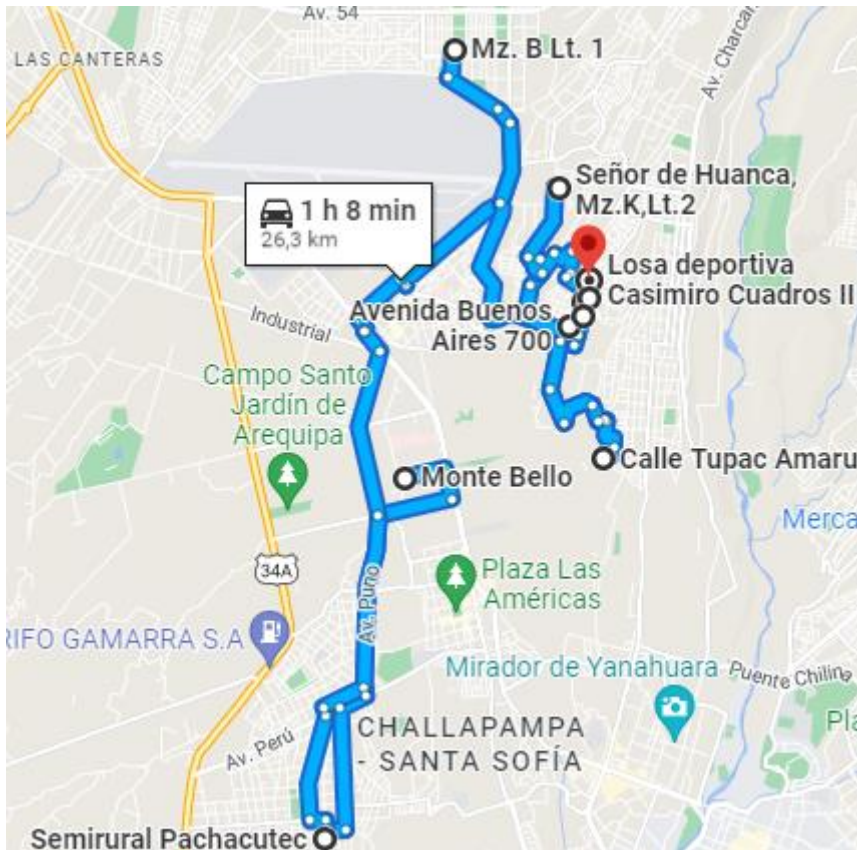 Av. 54
Mz. B Lt. 1
LAS CANTERAS
Av. Charcani
Señor de Huanca,
Mz.K,Lt.2
1 h 8 min
26,3 km
Losa deportiva
Casimiro Cuadros II
Avenida Buenos
Aires 700
Industrial
Campo Santo
Jardín de
Arequipa
Monte Bello
Calle Tupac Amaru
Merca
34A
Plaza Las
Américas
Av. Puno
RIFO GAMARRA S.A
Mirador de Yanahuara
Puente Chilina
Pla
CHALLAPAMPA
- SANTA SOFÍA
Av. Perú
Semirural Pachacutec